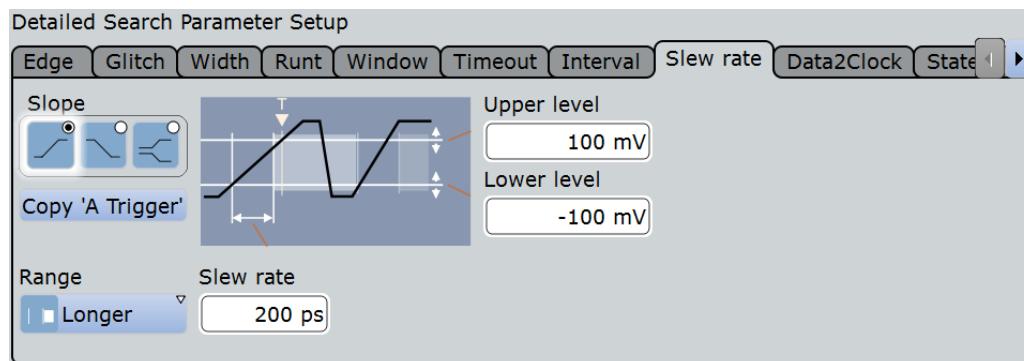 Detailed Search Parameter Setup
Edge Glitch Width Runt Window Timeout Interval Slew rate Data2Clock State
Slope
T
Upper level
100 mV
Lower level
Copy 'A Trigger'
-100 mV
Range
Slew rate
Longer
200 ps